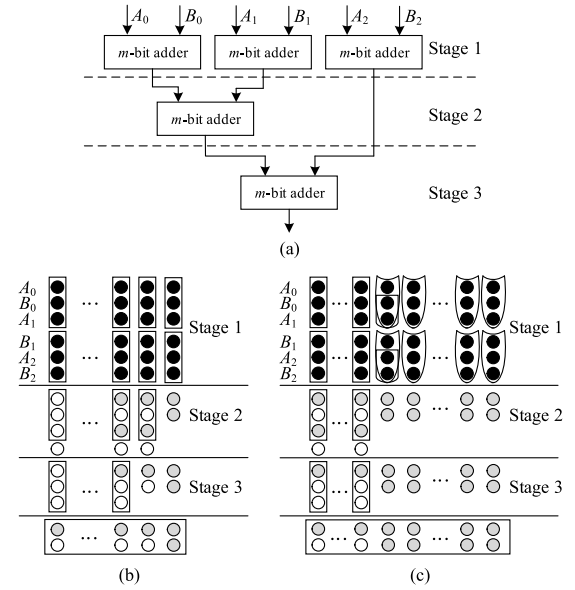 A0 B0 A1 B1 A2 B2
m-bit adder m-bit adder m-bit adder Stage 1
m-bit adder Stage 2
m-bit adder Stage 3
(a)
A0
B0
A1
B1
A2
B2
... ...
... ...
Stage 1
... Stage 2
... Stage 3
...
(b)
A0
B0
A1
B1
A2
B2
... ...
... ...
Stage 1
... ... Stage 2
... ... Stage 3
... ...
(c)